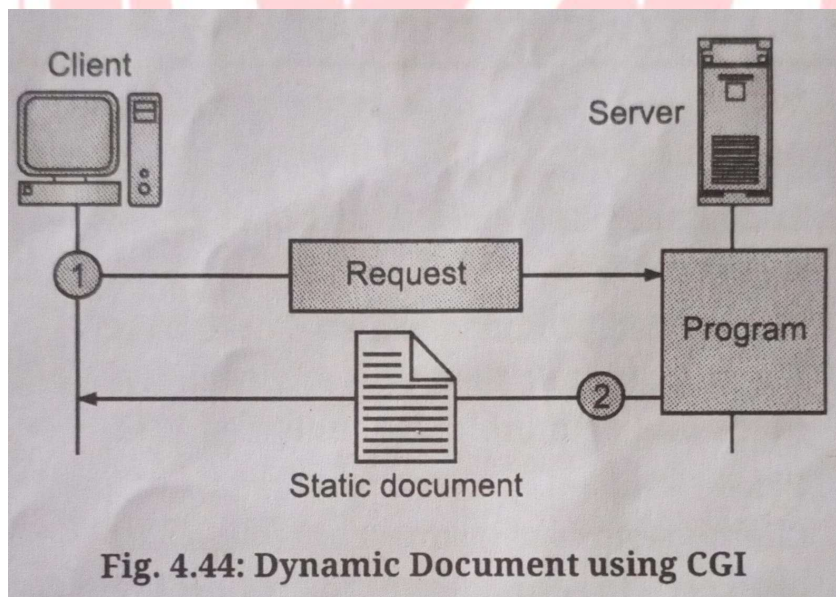 Client
Server
1
Request
Program
2
Static document
Fig. 4.44: Dynamic Document using CGI